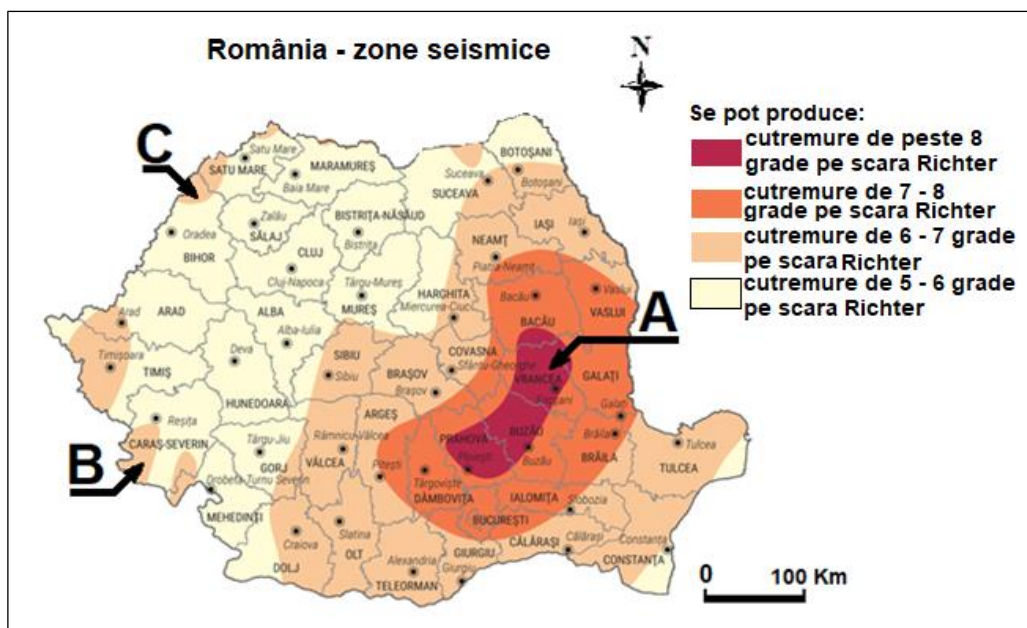 România - zone seismice
N
Se pot produce:
cutremure de peste 8
grade pe scara Richter
cutremure de 7 - 8
grade pe scara Richter
cutremure de 6 - 7 grade
pe scara Richter
cutremure de 5 - 6 grade
pe scara Richter
C
Satu Mare
SATU MARE
MARAMUREȘ
Baia Mare
BOTOȘANI
Botoșani
Suceava
SUCEAVA
Zalău
SĂLAJ
BISTRIȚA-NĂSĂUD
Bistrița
Oradea
BIHOR
CLUJ
Cluj-Napoca
IAȘI
Iași
NEAMȚ
Piatra-Neamț
Târgu-Mureș
MUREȘ
HARGHITA
Miercurea-Ciuc
Bacău
BACĂU
Vaslui
VASLUI
A
Arad
ARAD
ALBA
Alba-Iulia
Timișoara
TIMIȘ
Deva
HUNEDOARA
SIBIU
Sibiu
BRAȘOV
Brașov
COVASNA
Sfântu-Gheorghe
VRANCEA
Focșani
GALAȚI
Galați
Reșița
CARAȘ-SEVERIN
B
Târgu-Jiu
GORJ
Râmnicu-Vâlcea
VÂLCEA
ARGEȘ
Pitești
PRAHOVA
Ploiești
BUZĂU
Buzău
Brăila
BRĂILA
Tulcea
TULCEA
Drobeta-Turnu Severin
MEHEDINȚI
Târgoviște
DÂMBOVIȚA
IALOMIȚA
Slobozia
BUCUREȘTI
Craiova
DOLJ
Slatina
OLT
Alexandria
TELEORMAN
GIURGIU
Giurgiu
CĂLĂRAȘI
Călărași
Constanța
CONSTANȚA
0 100 Km